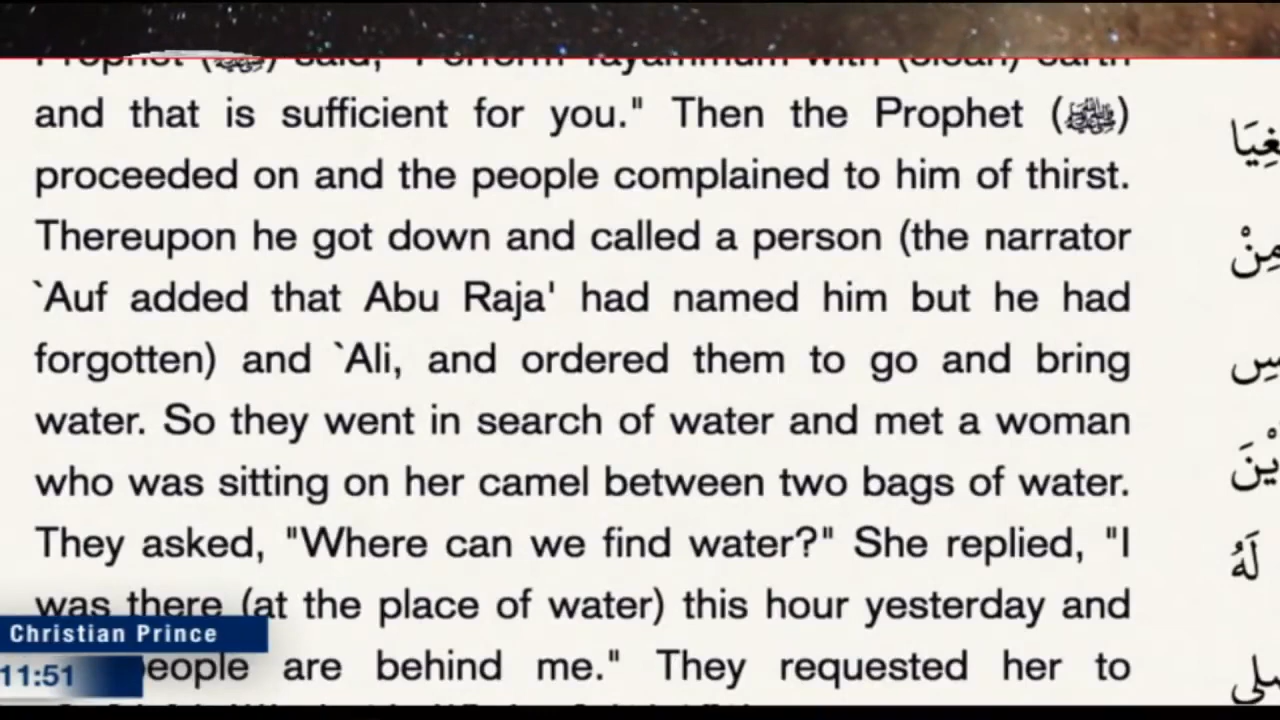 and that is sufficient for you." Then the Prophet (ﷺ)
proceeded on and the people complained to him of thirst.
Thereupon he got down and called a person (the narrator
`Auf added that Abu Raja' had named him but he had
forgotten) and `Ali, and ordered them to go and bring
water. So they went in search of water and met a woman
who was sitting on her camel between two bags of water.
They asked, "Where can we find water?" She replied, "I
was there (at the place of water) this hour yesterday and
people are behind me." They requested her to
مِنْ
لَهُ
Christian Prince
11:51